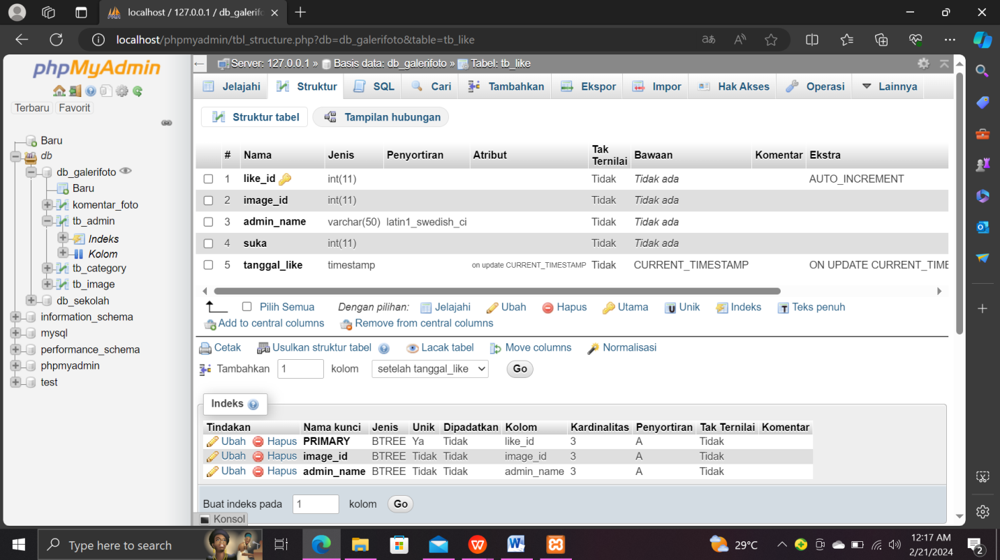 localhost / 127.0.0.1 / db_galerifo
localhost/phpmyadmin/tbl_structure.php?db=db_galerifoto&table=tb_like
phpMyAdmin
Terbaru Favorit
Baru
db
db_galerifoto
Baru
komentar_foto
tb_admin
Indeks
Kolom
tb_category
tb_image
db_sekolah
information_schema
mysql
performance_schema
phpmyadmin
test
Server: 127.0.0.1 » Basis data: db_galerifoto » Tabel: tb_like
Jelajahi Struktur SQL Cari Tambahkan Ekspor Impor Hak Akses Operasi Lainnya
Struktur tabel Tampilan hubungan
# Nama Jenis Penyortiran Atribut Tak Ternilai Bawaan Komentar Ekstra
1 like_id int(11) Tidak Tidak ada AUTO_INCREMENT
2 image_id int(11) Tidak Tidak ada
3 admin_name varchar(50) latin1_swedish_ci Tidak Tidak ada
4 suka int(11) Tidak Tidak ada
5 tanggal_like timestamp on update CURRENT_TIMESTAMP Tidak CURRENT_TIMESTAMP ON UPDATE CURRENT_TIME
Pilih Semua Dengan pilihan: Jelajahi Ubah Hapus Utama Unik Indeks Teks penuh
Add to central columns Remove from central columns
Cetak Usulkan struktur tabel Lacak tabel Move columns Normalisasi
Tambahkan 1 kolom setelah tanggal_like Go
Indeks
Tindakan Nama kunci Jenis Unik Dipadatkan Kolom Kardinalitas Penyortiran Tak Ternilai Komentar
Ubah Hapus PRIMARY BTREE Ya Tidak like_id 3 A Tidak
Ubah Hapus image_id BTREE Tidak Tidak image_id 3 A Tidak
Ubah Hapus admin_name BTREE Tidak Tidak admin_name 3 A Tidak
Buat indeks pada 1 kolom Go
Konsol
Type here to search
29°C
12:17 AM
2/21/2024
2